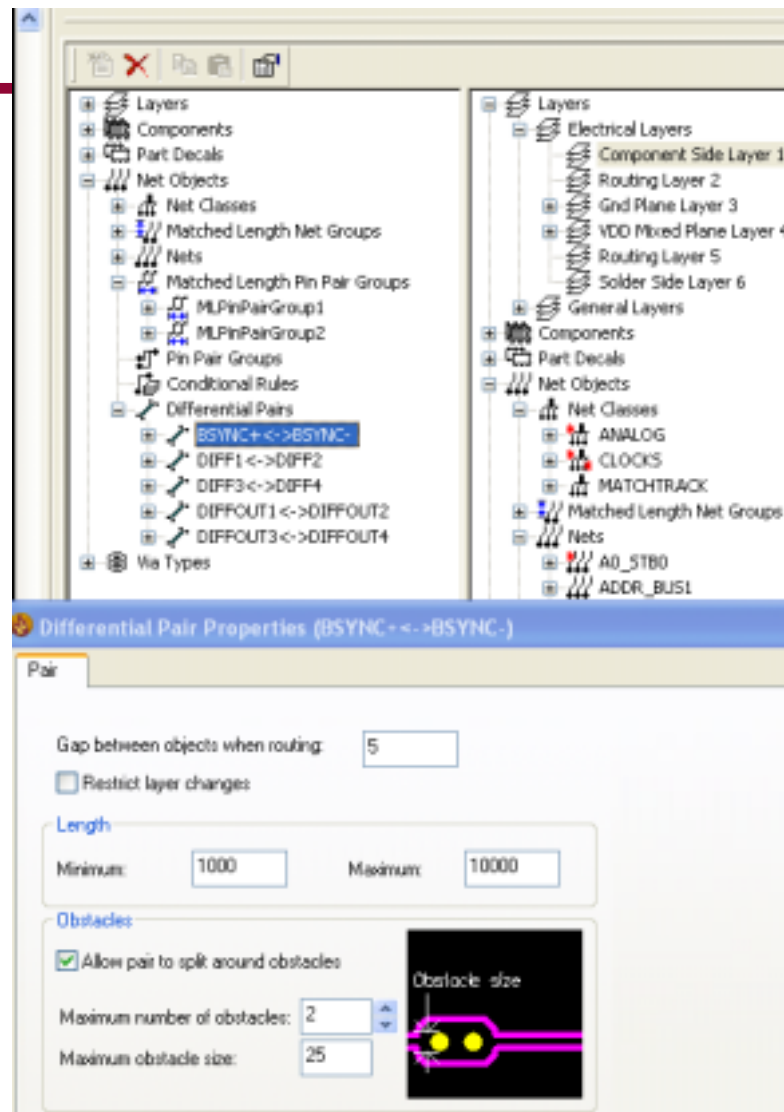 Layers
Components
Part Decals
Net Objects
Net Classes
Matched Length Net Groups
Nets
Matched Length Pin Pair Groups
MLPinPairGroup1
MLPinPairGroup2
Pin Pair Groups
Conditional Rules
Differential Pairs
BSYNC+<->BSYNC-
DIFF1<->DIFF2
DIFF3<->DIFF4
DIFFOUT1<->DIFFOUT2
DIFFOUT3<->DIFFOUT4
Via Types
Layers
Electrical Layers
Component Side Layer 1
Routing Layer 2
Gnd Plane Layer 3
VDD Mixed Plane Layer 4
Routing Layer 5
Solder Side Layer 6
General Layers
Components
Part Decals
Net Objects
Net Classes
ANALOG
CLOCKS
MATCHTRACK
Matched Length Net Groups
Nets
A0_STB0
ADDR_BUS1
Differential Pair Properties (BSYNC+<->BSYNC-)
Pair
Gap between objects when routing: 5
Restrict layer changes
Length
Minimum: 1000 Maximum: 10000
Obstacles
Allow pair to split around obstacles
Obstacle size
Maximum number of obstacles: 2
Maximum obstacle size: 25